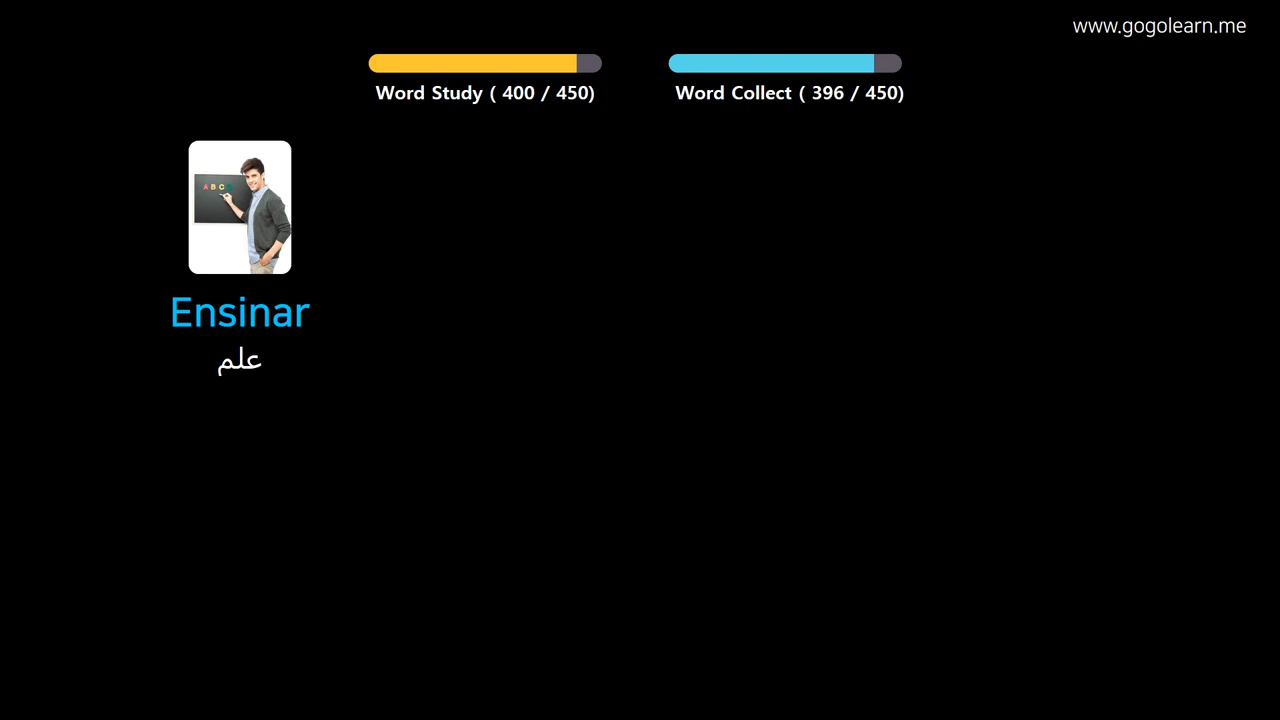 www.gogolearn.me
Word Study ( 400 / 450)
Word Collect ( 396 / 450)
A B C
Ensinar
علم